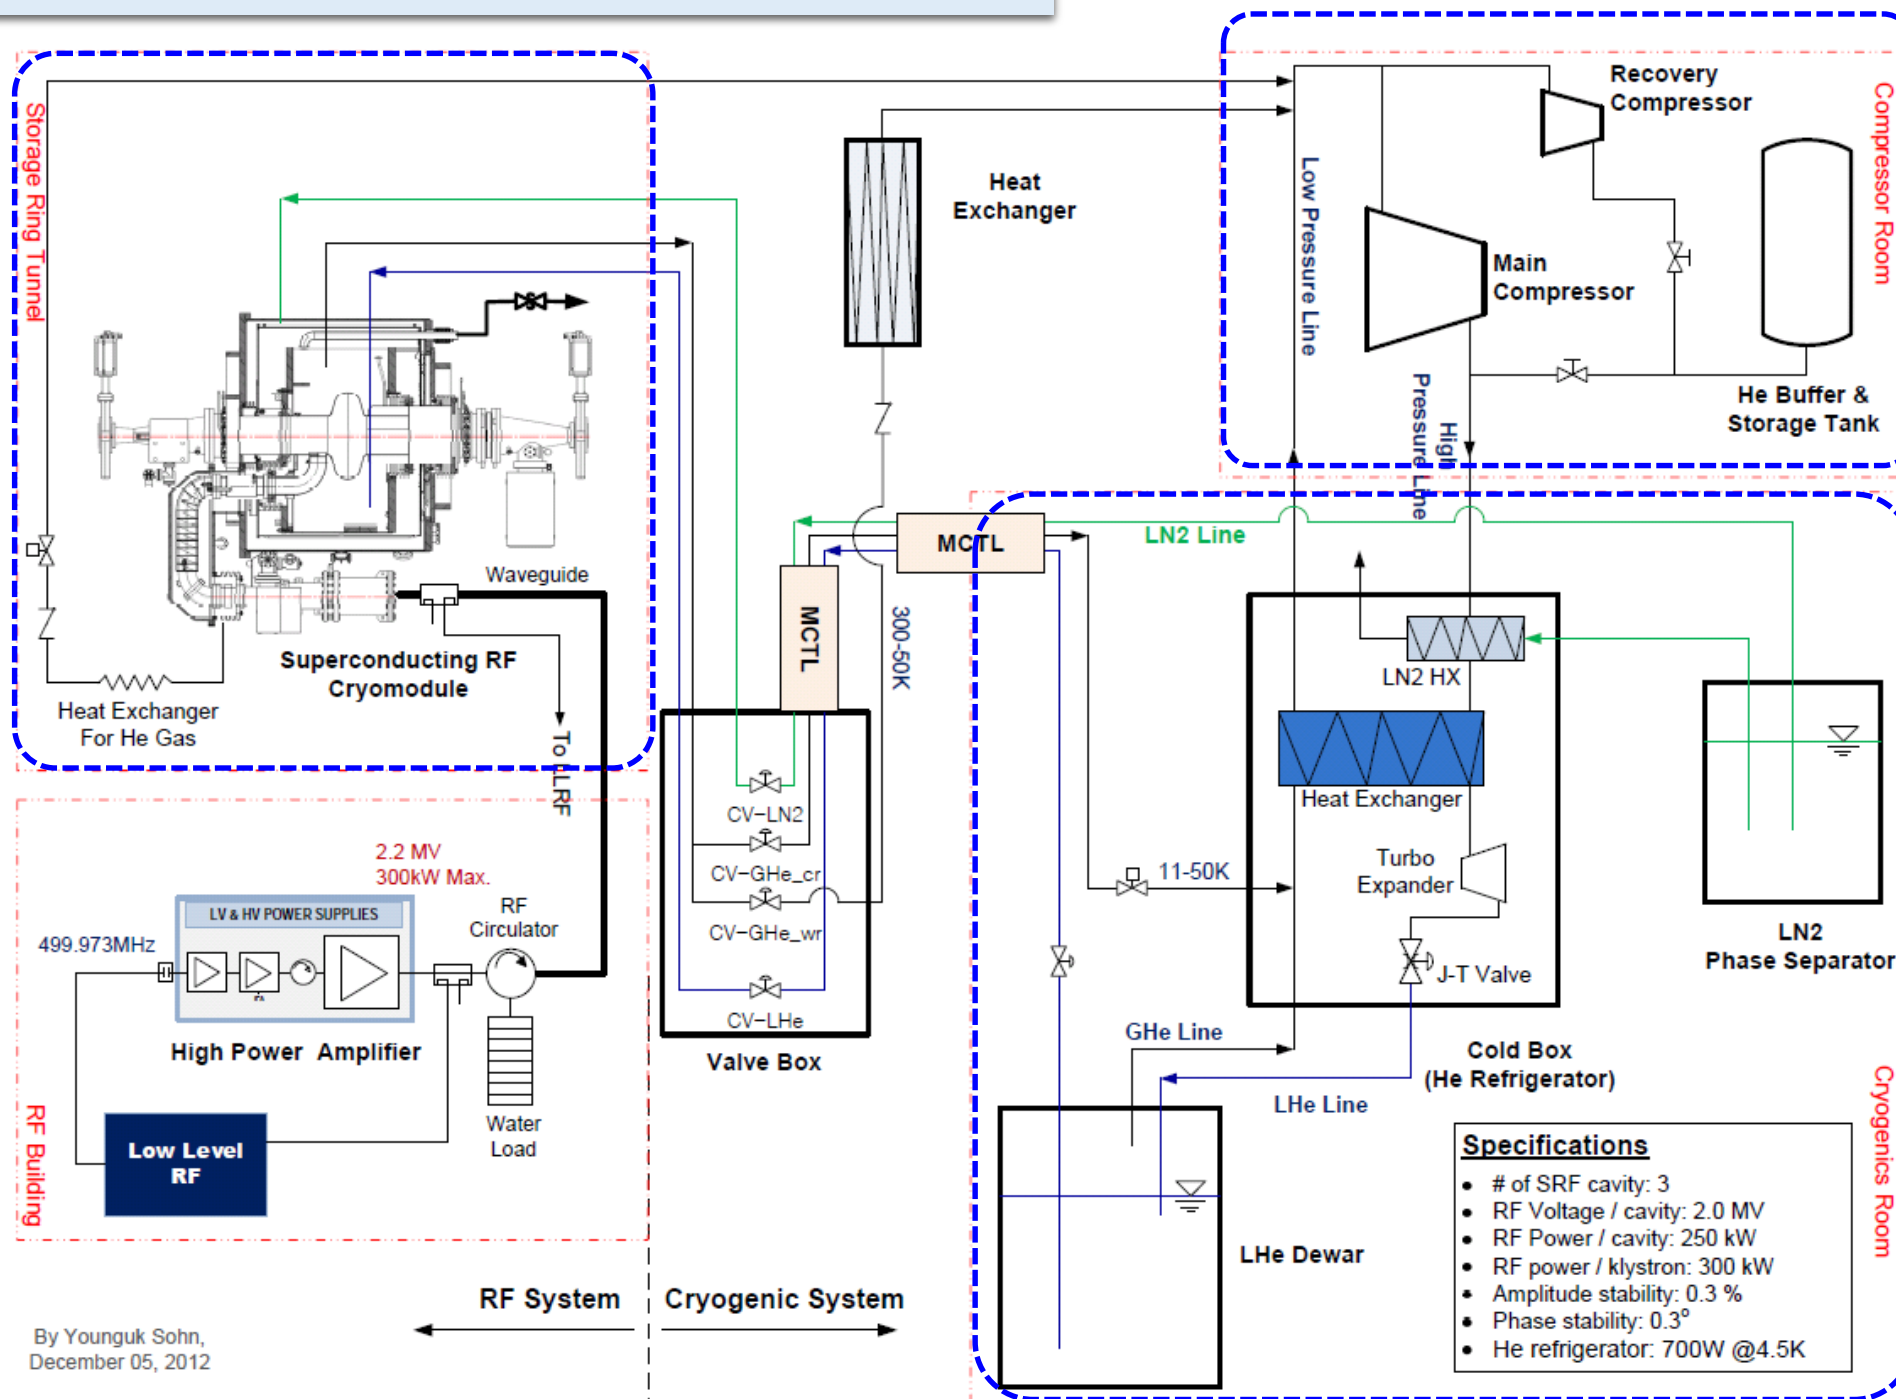 Storage Ring Tunnel
Recovery
Compressor
Compressor Room
Heat
Exchanger
Low Pressure Line
Main
Compressor
High
Pressure Line
He Buffer &
Storage Tank
MCTL
LN2 Line
Waveguide
MCTL
300-50K
Superconducting RF
Cryomodule
LN2 HX
Heat Exchanger
For He Gas
To LLRF
Heat Exchanger
CV-LN2
CV-GHe_cr
CV-GHe_wr
CV-LHe
Valve Box
11-50K
Turbo
Expander
J-T Valve
LN2
Phase Separator
2.2 MV
300kW Max.
LV & HV POWER SUPPLIES
RF
Circulator
499.973MHz
High Power Amplifier
Water
Load
Low Level
RF
RF Building
GHe Line
Cold Box
(He Refrigerator)
LHe Line
LHe Dewar
Cryogenics Room
Specifications
• # of SRF cavity: 3
• RF Voltage / cavity: 2.0 MV
• RF Power / cavity: 250 kW
• RF power / klystron: 300 kW
• Amplitude stability: 0.3 %
• Phase stability: 0.3°
• He refrigerator: 700W @4.5K
RF System
Cryogenic System
By Younguk Sohn,
December 05, 2012